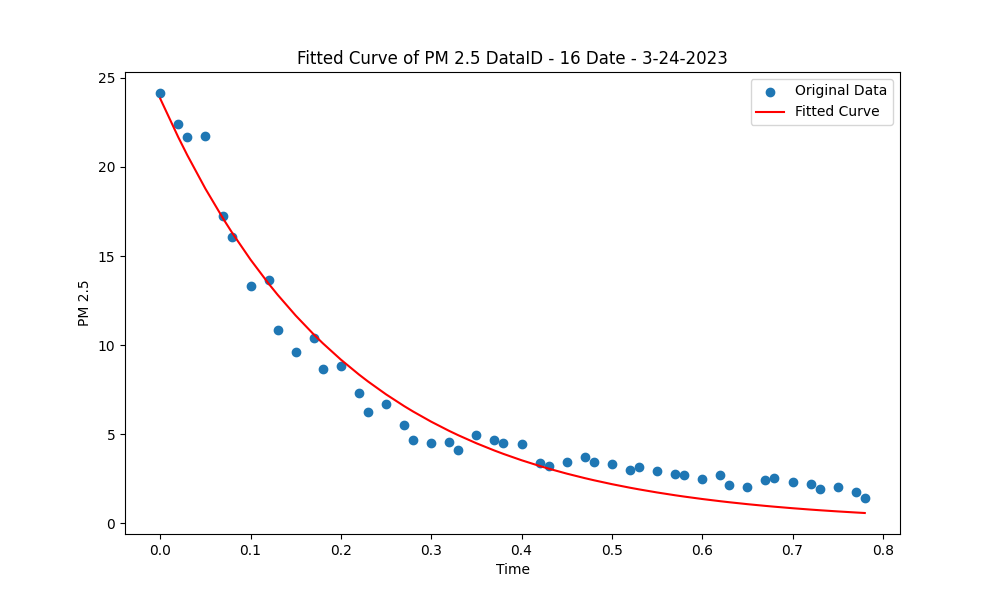 Fitted Curve of PM 2.5 DataID - 16 Date - 3-24-2023
Original Data
Fitted Curve
PM 2.5
25
20
15
10
5
0
0.0 0.1 0.2 0.3 0.4 0.5 0.6 0.7 0.8
Time